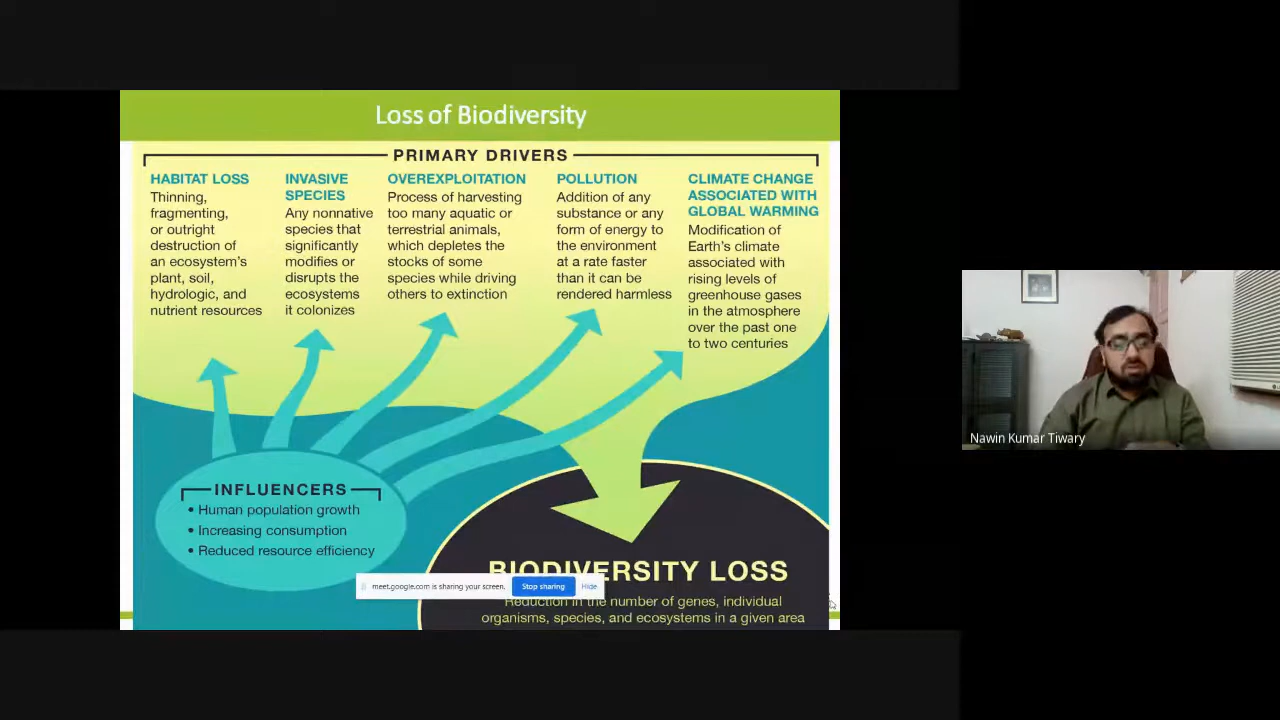 Loss of Biodiversity
PRIMARY DRIVERS
HABITAT LOSS
Thinning,
fragmenting,
or outright
destruction of
an ecosystem's
plant, soil,
hydrologic, and
nutrient resources
INVASIVE
SPECIES
Any nonnative
species that
significantly
modifies or
disrupts the
ecosystems
it colonizes
OVEREXPLOITATION
Process of harvesting
too many aquatic or
terrestrial animals,
which depletes the
stocks of some
species while driving
others to extinction
POLLUTION
Addition of any
substance or any
form of energy to
the environment
at a rate faster
than it can be
rendered harmless
CLIMATE CHANGE
ASSOCIATED WITH
GLOBAL WARMING
Modification of
Earth's climate
associated with
rising levels of
greenhouse gases
in the atmosphere
over the past one
to two centuries
INFLUENCERS
• Human population growth
• Increasing consumption
• Reduced resource efficiency
BIODIVERSITY LOSS
Reduction in the number of genes, individual
organisms, species, and ecosystems in a given area
meet.google.com is sharing your screen.
Stop sharing
Hide
Nawin Kumar Tiwary